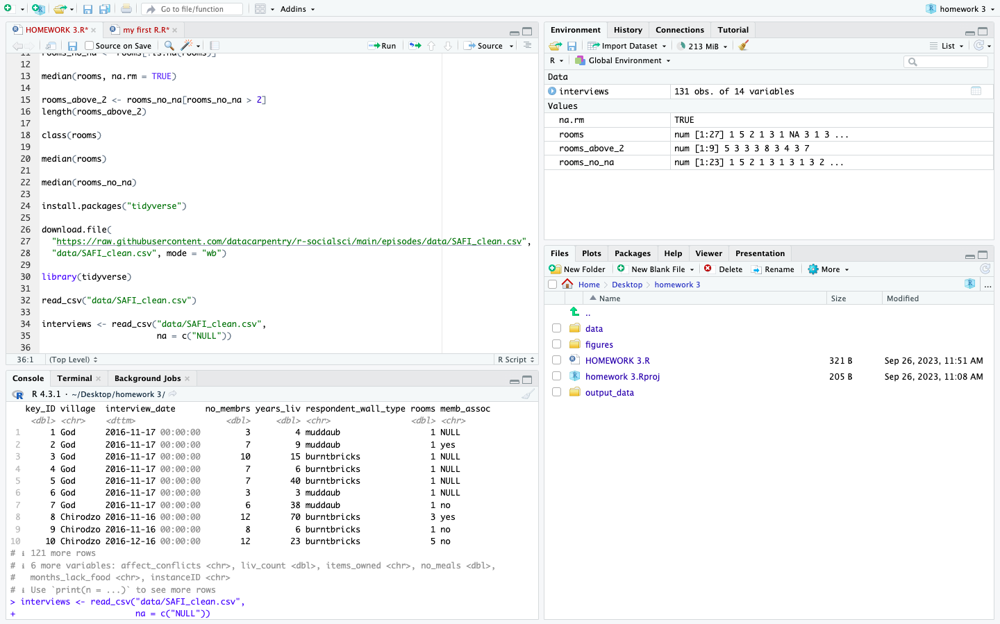 Go to file/function
Addins
homework 3
HOMEWORK 3.R*
my first R.R*
Source on Save
Run
Source
11 rooms_no_na <- rooms[!is.na(rooms)]
12
13 median(rooms, na.rm = TRUE)
14
15 rooms_above_2 <- rooms_no_na[rooms_no_na > 2]
16 length(rooms_above_2)
17
18 class(rooms)
19
20 median(rooms)
21
22 median(rooms_no_na)
23
24 install.packages("tidyverse")
25
26 download.file(
27 "https://raw.githubusercontent.com/datacarpentry/r-socialsci/main/episodes/data/SAFI_clean.csv",
28 "data/SAFI_clean.csv", mode = "wb")
29
30 library(tidyverse)
31
32 read_csv("data/SAFI_clean.csv")
33
34 interviews <- read_csv("data/SAFI_clean.csv",
35 na = c("NULL"))
36
36:1 (Top Level) R Script
Console Terminal Background Jobs
R 4.3.1 · ~/Desktop/homework 3/
key_ID village interview_date no_membrs years_liv respondent_wall_type rooms memb_assoc
<dbl> <chr> <dttm> <dbl> <dbl> <chr> <dbl> <chr>
1 1 God 2016-11-17 00:00:00 3 4 muddaub 1 NULL
2 2 God 2016-11-17 00:00:00 7 9 muddaub 1 yes
3 3 God 2016-11-17 00:00:00 10 15 burntbricks 1 NULL
4 4 God 2016-11-17 00:00:00 7 6 burntbricks 1 NULL
5 5 God 2016-11-17 00:00:00 7 40 burntbricks 1 NULL
6 6 God 2016-11-17 00:00:00 3 3 muddaub 1 NULL
7 7 God 2016-11-17 00:00:00 6 38 muddaub 1 no
8 8 Chirodzo 2016-11-16 00:00:00 12 70 burntbricks 3 yes
9 9 Chirodzo 2016-11-16 00:00:00 8 6 burntbricks 1 no
10 10 Chirodzo 2016-12-16 00:00:00 12 23 burntbricks 5 no
# ℹ 121 more rows
# ℹ 6 more variables: affect_conflicts <chr>, liv_count <dbl>, items_owned <chr>, no_meals <dbl>,
# months_lack_food <chr>, instanceID <chr>
# ℹ Use `print(n = ...)` to see more rows
> interviews <- read_csv("data/SAFI_clean.csv",
+ na = c("NULL"))
Environment History Connections Tutorial
Import Dataset 213 MiB List
R Global Environment
Data
interviews 131 obs. of 14 variables
Values
na.rm TRUE
rooms num [1:27] 1 5 2 1 3 1 NA 3 1 3 ...
rooms_above_2 num [1:9] 5 3 3 3 8 3 4 3 7
rooms_no_na num [1:23] 1 5 2 1 3 1 3 1 3 2 ...
Files Plots Packages Help Viewer Presentation
New Folder New Blank File Delete Rename More
Home Desktop homework 3 ...
Name Size Modified
..
data
figures
HOMEWORK 3.R 321 B Sep 26, 2023, 11:51 AM
homework 3.Rproj 205 B Sep 26, 2023, 11:08 AM
output_data